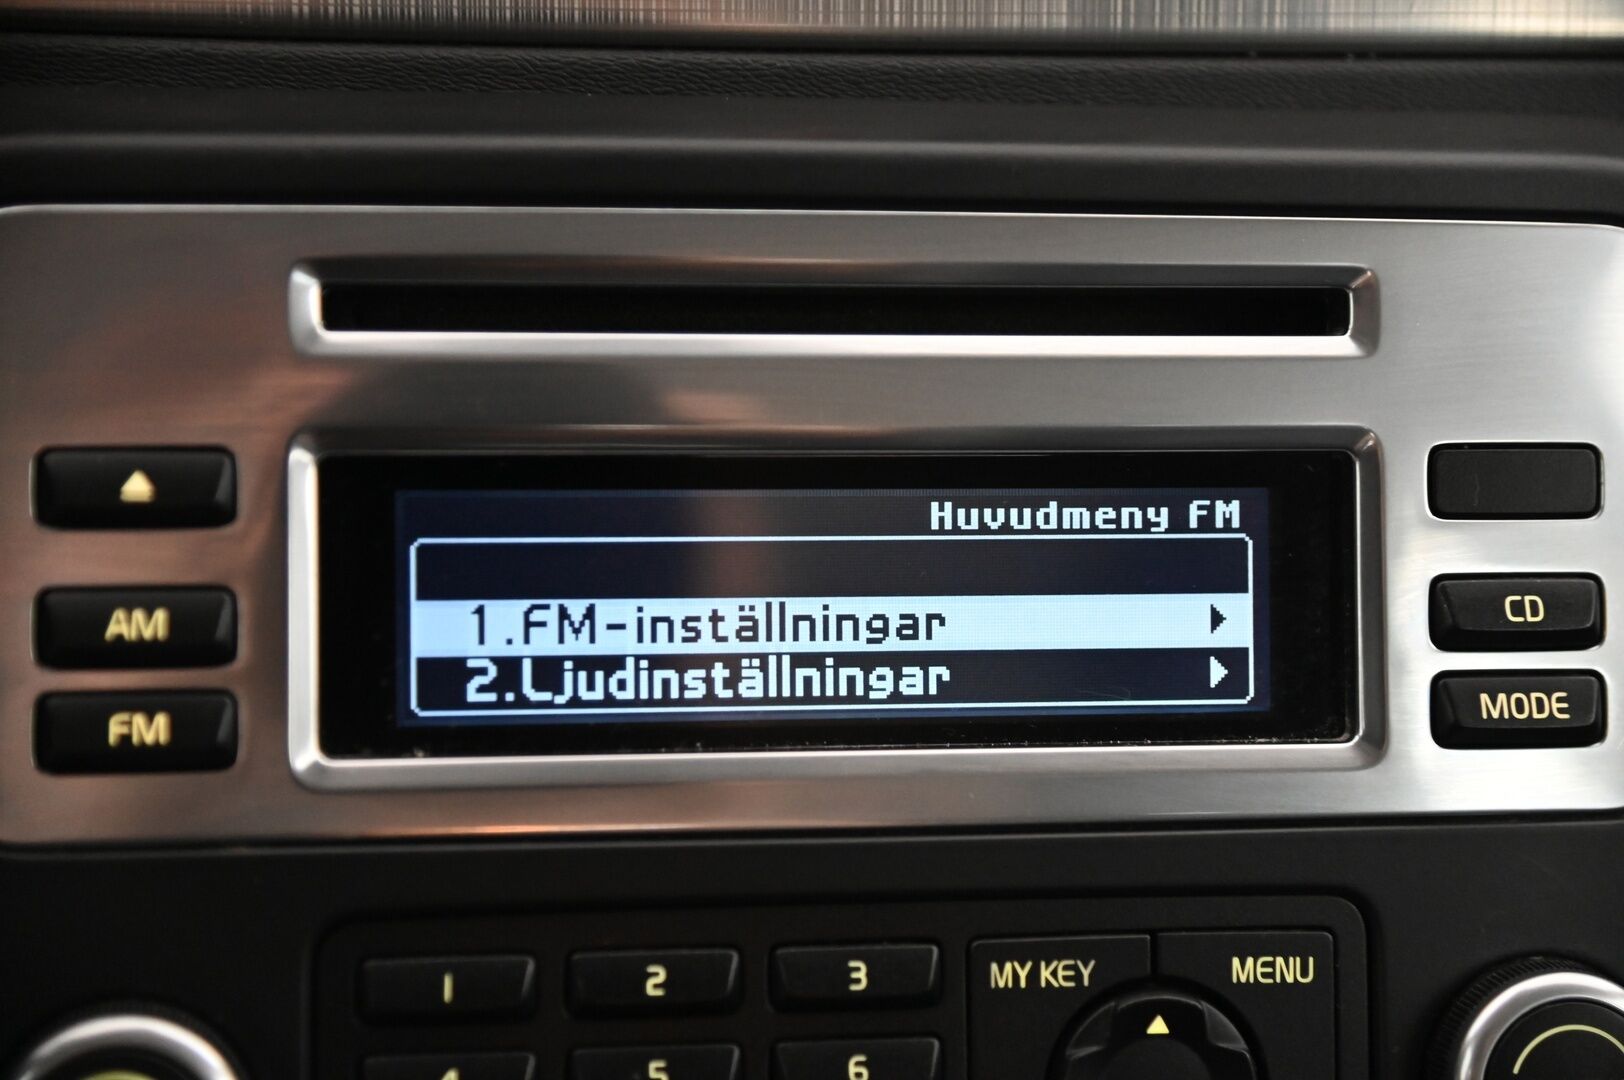 Huvudmeny FM
1.FM-inställningar
2.Ljudinställningar
AM
FM
CD
MODE
1 2 3 MY KEY MENU
4 5 6